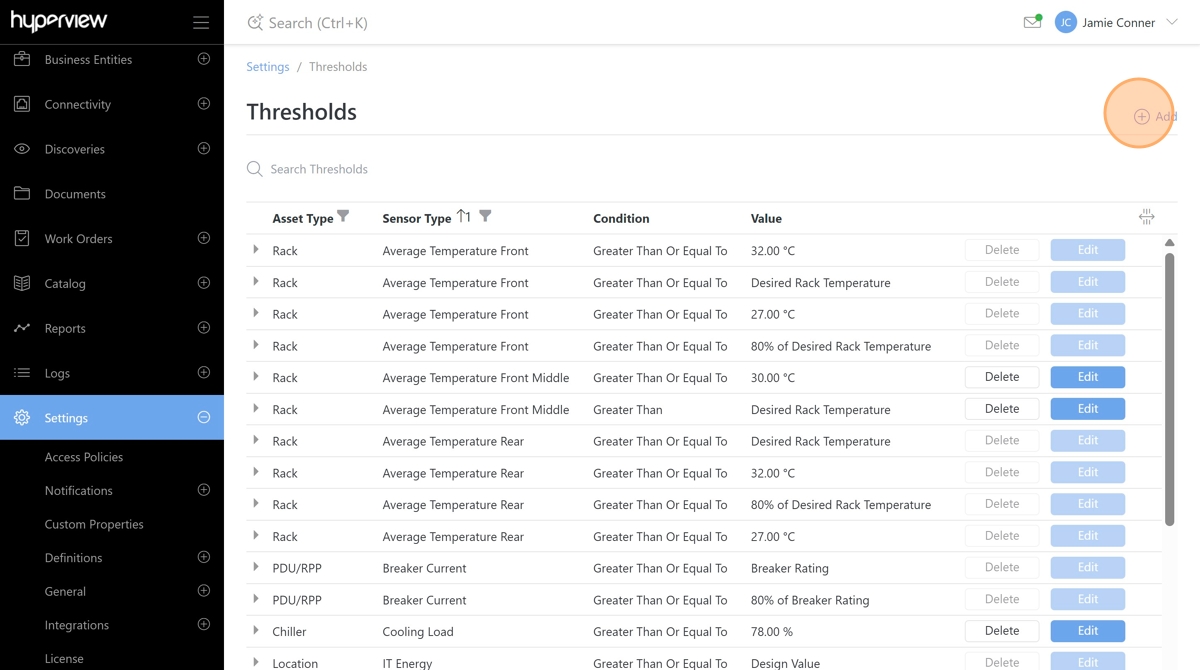 hyperview
Search (Ctrl+K)
JC Jamie Conner
Business Entities
Connectivity
Discoveries
Documents
Work Orders
Catalog
Reports
Logs
Settings
Access Policies
Notifications
Custom Properties
Definitions
General
Integrations
License
Settings / Thresholds
Thresholds
Add
Search Thresholds
Asset Type Sensor Type 1 Condition Value
Rack Average Temperature Front Greater Than Or Equal To 32.00 °C Delete Edit
Rack Average Temperature Front Greater Than Or Equal To Desired Rack Temperature Delete Edit
Rack Average Temperature Front Greater Than Or Equal To 27.00 °C Delete Edit
Rack Average Temperature Front Greater Than Or Equal To 80% of Desired Rack Temperature Delete Edit
Rack Average Temperature Front Middle Greater Than Or Equal To 30.00 °C Delete Edit
Rack Average Temperature Front Middle Greater Than Desired Rack Temperature Delete Edit
Rack Average Temperature Rear Greater Than Or Equal To Desired Rack Temperature Delete Edit
Rack Average Temperature Rear Greater Than Or Equal To 32.00 °C Delete Edit
Rack Average Temperature Rear Greater Than Or Equal To 80% of Desired Rack Temperature Delete Edit
Rack Average Temperature Rear Greater Than Or Equal To 27.00 °C Delete Edit
PDU/RPP Breaker Current Greater Than Or Equal To Breaker Rating Delete Edit
PDU/RPP Breaker Current Greater Than Or Equal To 80% of Breaker Rating Delete Edit
Chiller Cooling Load Greater Than Or Equal To 78.00 % Delete Edit
Location IT Energy Greater Than Or Equal To Design Value Delete Edit